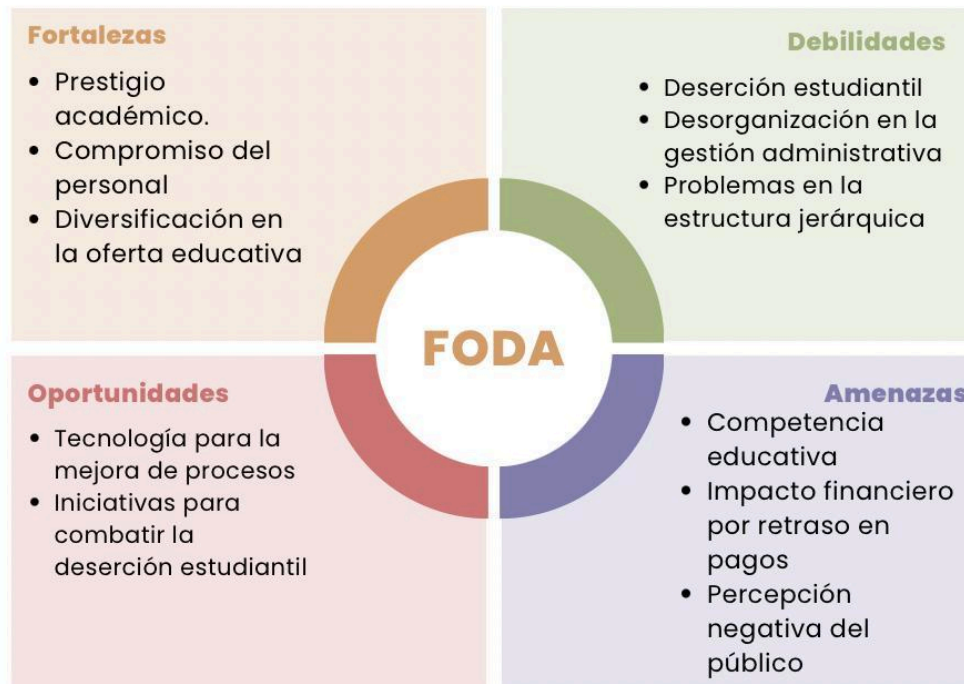 Fortalezas
• Prestigio
académico.
• Compromiso del
personal
• Diversificación en
la oferta educativa
Debilidades
• Deserción estudiantil
• Desorganización en la
gestión administrativa
• Problemas en la
estructura jerárquica
FODA
Oportunidades
• Tecnología para la
mejora de procesos
• Iniciativas para
combatir la
deserción estudiantil
Amenazas
• Competencia
educativa
• Impacto financiero
por retraso en
pagos
• Percepción
negativa del
público